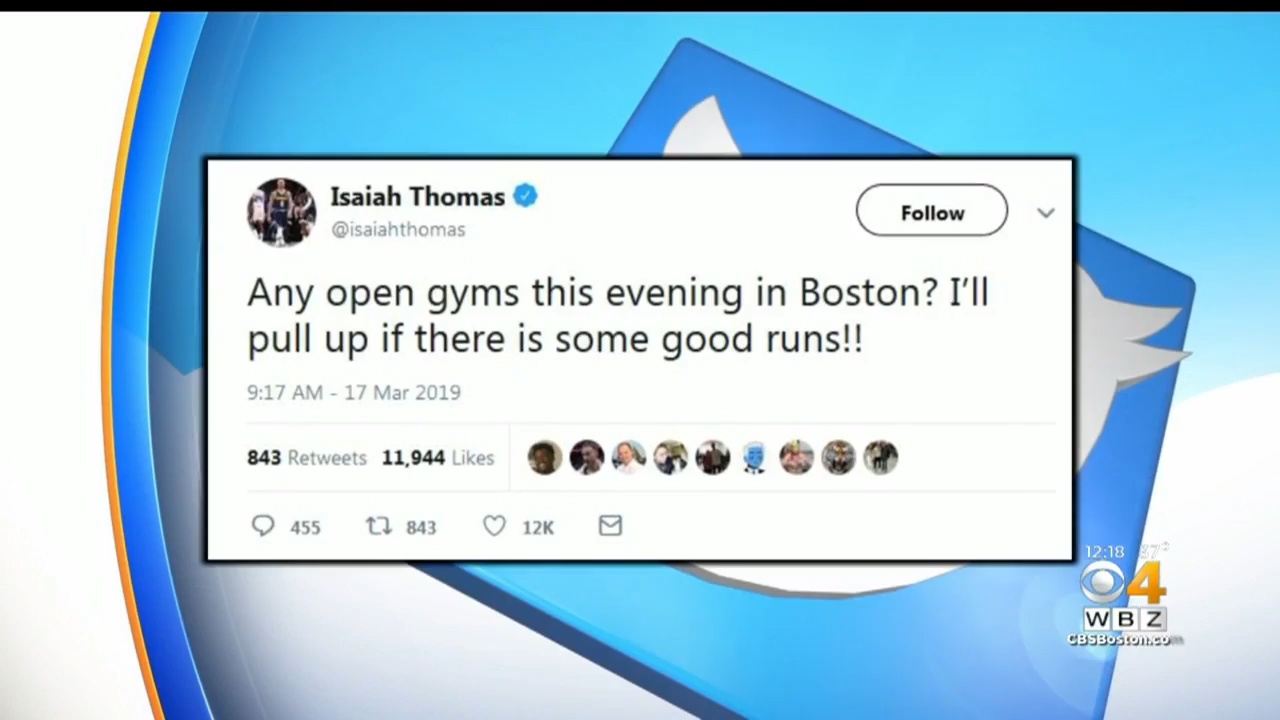 Isaiah Thomas
@isaiahthomas
Follow
Any open gyms this evening in Boston? I'll
pull up if there is some good runs!!
9:17 AM - 17 Mar 2019
843 Retweets 11,944 Likes
455 843 12K
12:18
4
WBZ
CBSBoston.com